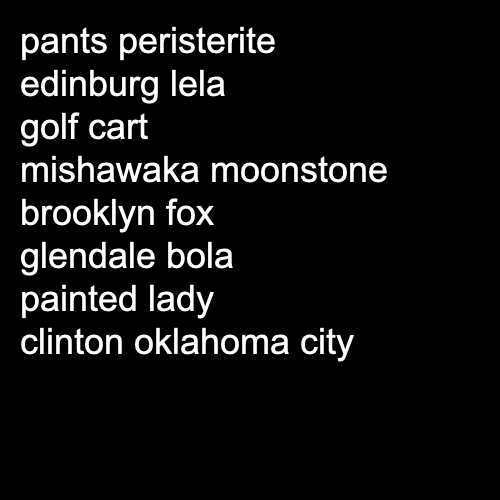 pants peristerite
edinburg lela
golf cart
mishawaka moonstone
brooklyn fox
glendale bola
painted lady
clinton oklahoma city